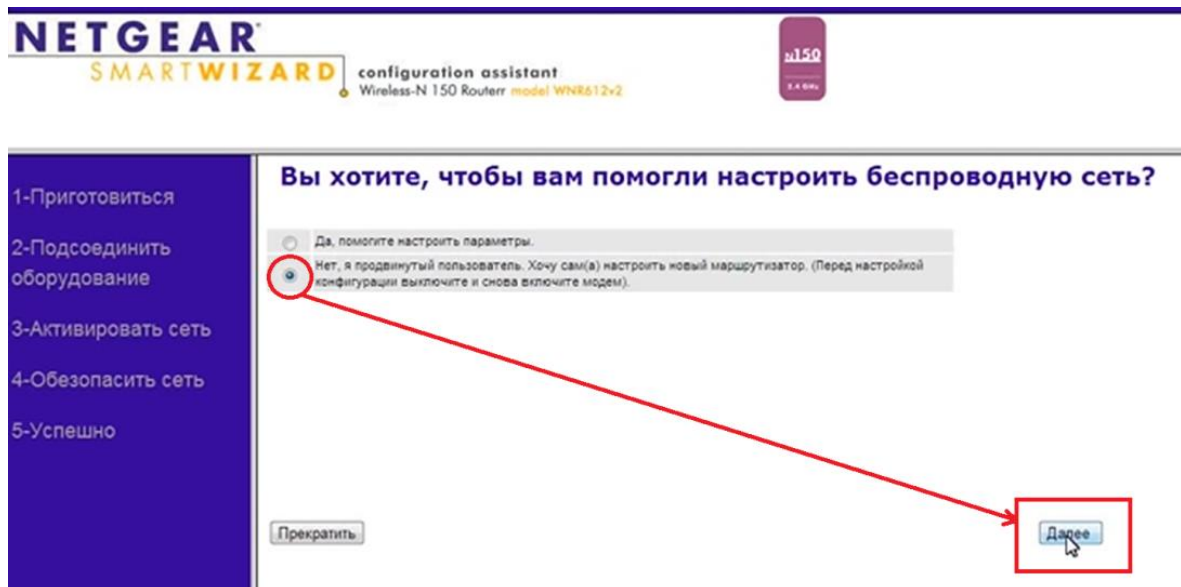 NETGEAR
SMARTWIZARD
configuration assistant
Wireless-N 150 Routerr model WNR612v2
N150
2.4 GHz
1-Приготовиться
2-Подсоединить
оборудование
3-Активировать сеть
4-Обезопасить сеть
5-Успешно
Вы хотите, чтобы вам помогли настроить беспроводную сеть?
Да, помогите настроить параметры.
Нет, я продвинутый пользователь. Хочу сам(а) настроить новый маршрутизатор. (Перед настройкой
конфигурации выключите и снова включите модем).
Прекратить
Далее